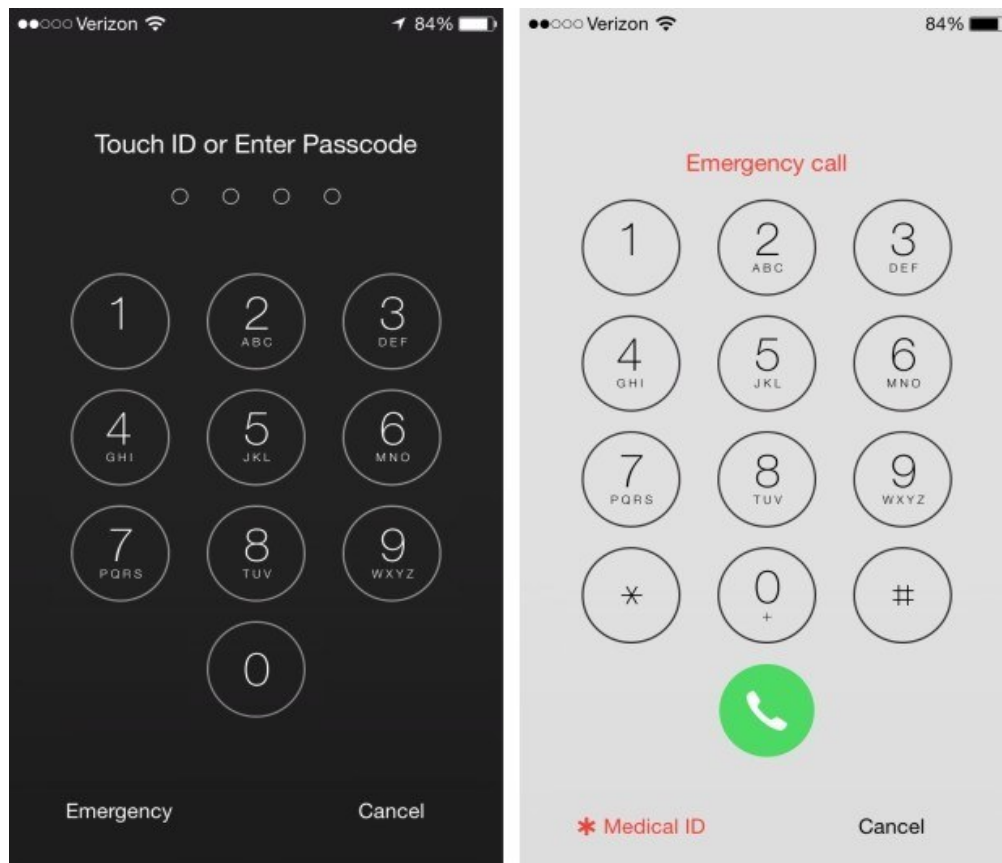 Verizon 84%
Touch ID or Enter Passcode
1 2 3
ABC DEF
4 5 6
GHI JKL MNO
7 8 9
PQRS TUV WXYZ
0
Emergency Cancel
Verizon 84%
Emergency call
1 2 3
ABC DEF
4 5 6
GHI JKL MNO
7 8 9
PQRS TUV WXYZ
* 0 #
+
* Medical ID Cancel